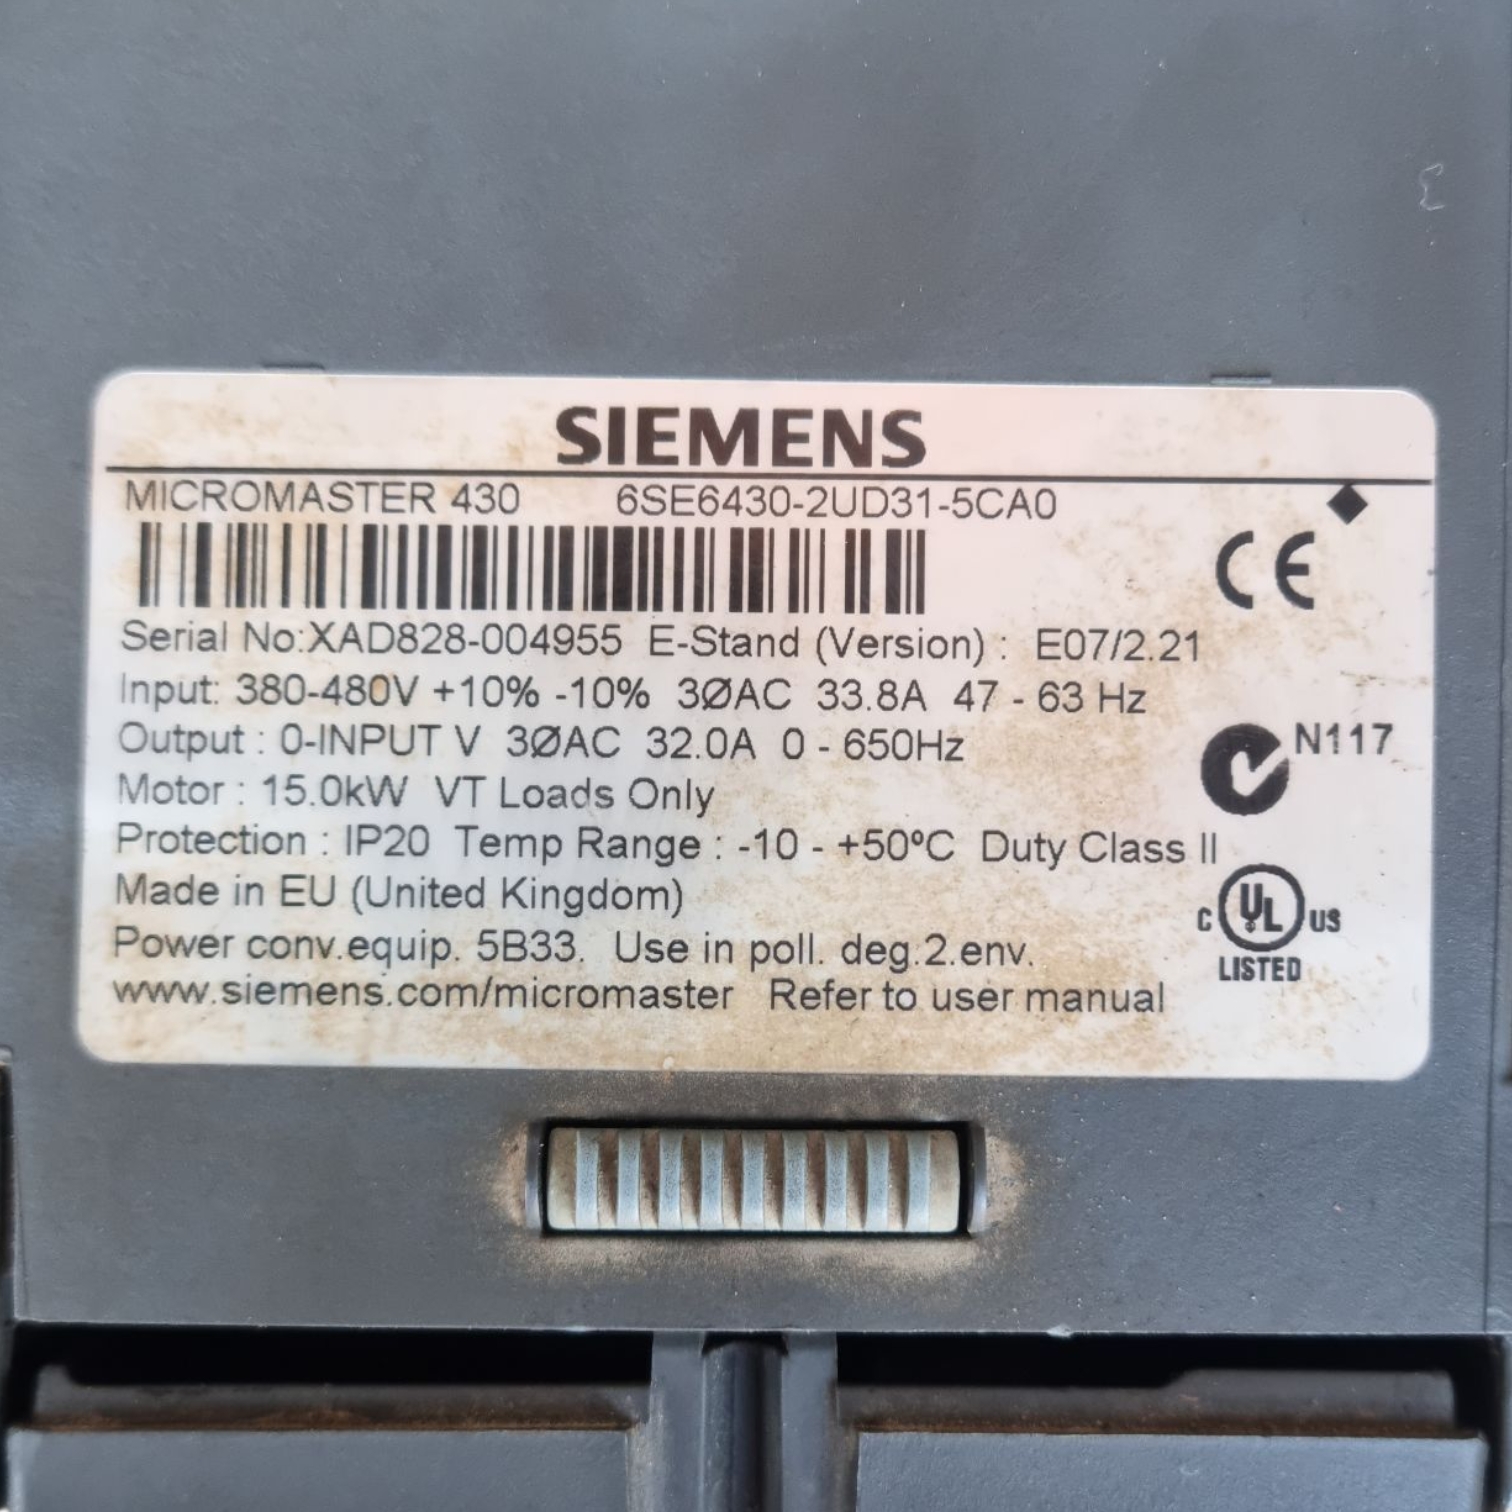 SIEMENS
MICROMASTER 430 6SE6430-2UD31-5CA0
CE
Serial No:XAD828-004955 E-Stand (Version) : E07/2.21
Input: 380-480V +10% -10% 3ØAC 33.8A 47 - 63 Hz
Output : 0-INPUT V 3ØAC 32.0A 0 - 650Hz
N117
Motor : 15.0kW VT Loads Only
Protection : IP20 Temp Range : -10 - +50ºC Duty Class II
Made in EU (United Kingdom)
C UL US
LISTED
Power conv.equip. 5B33. Use in poll. deg.2.env.
www.siemens.com/micromaster Refer to user manual